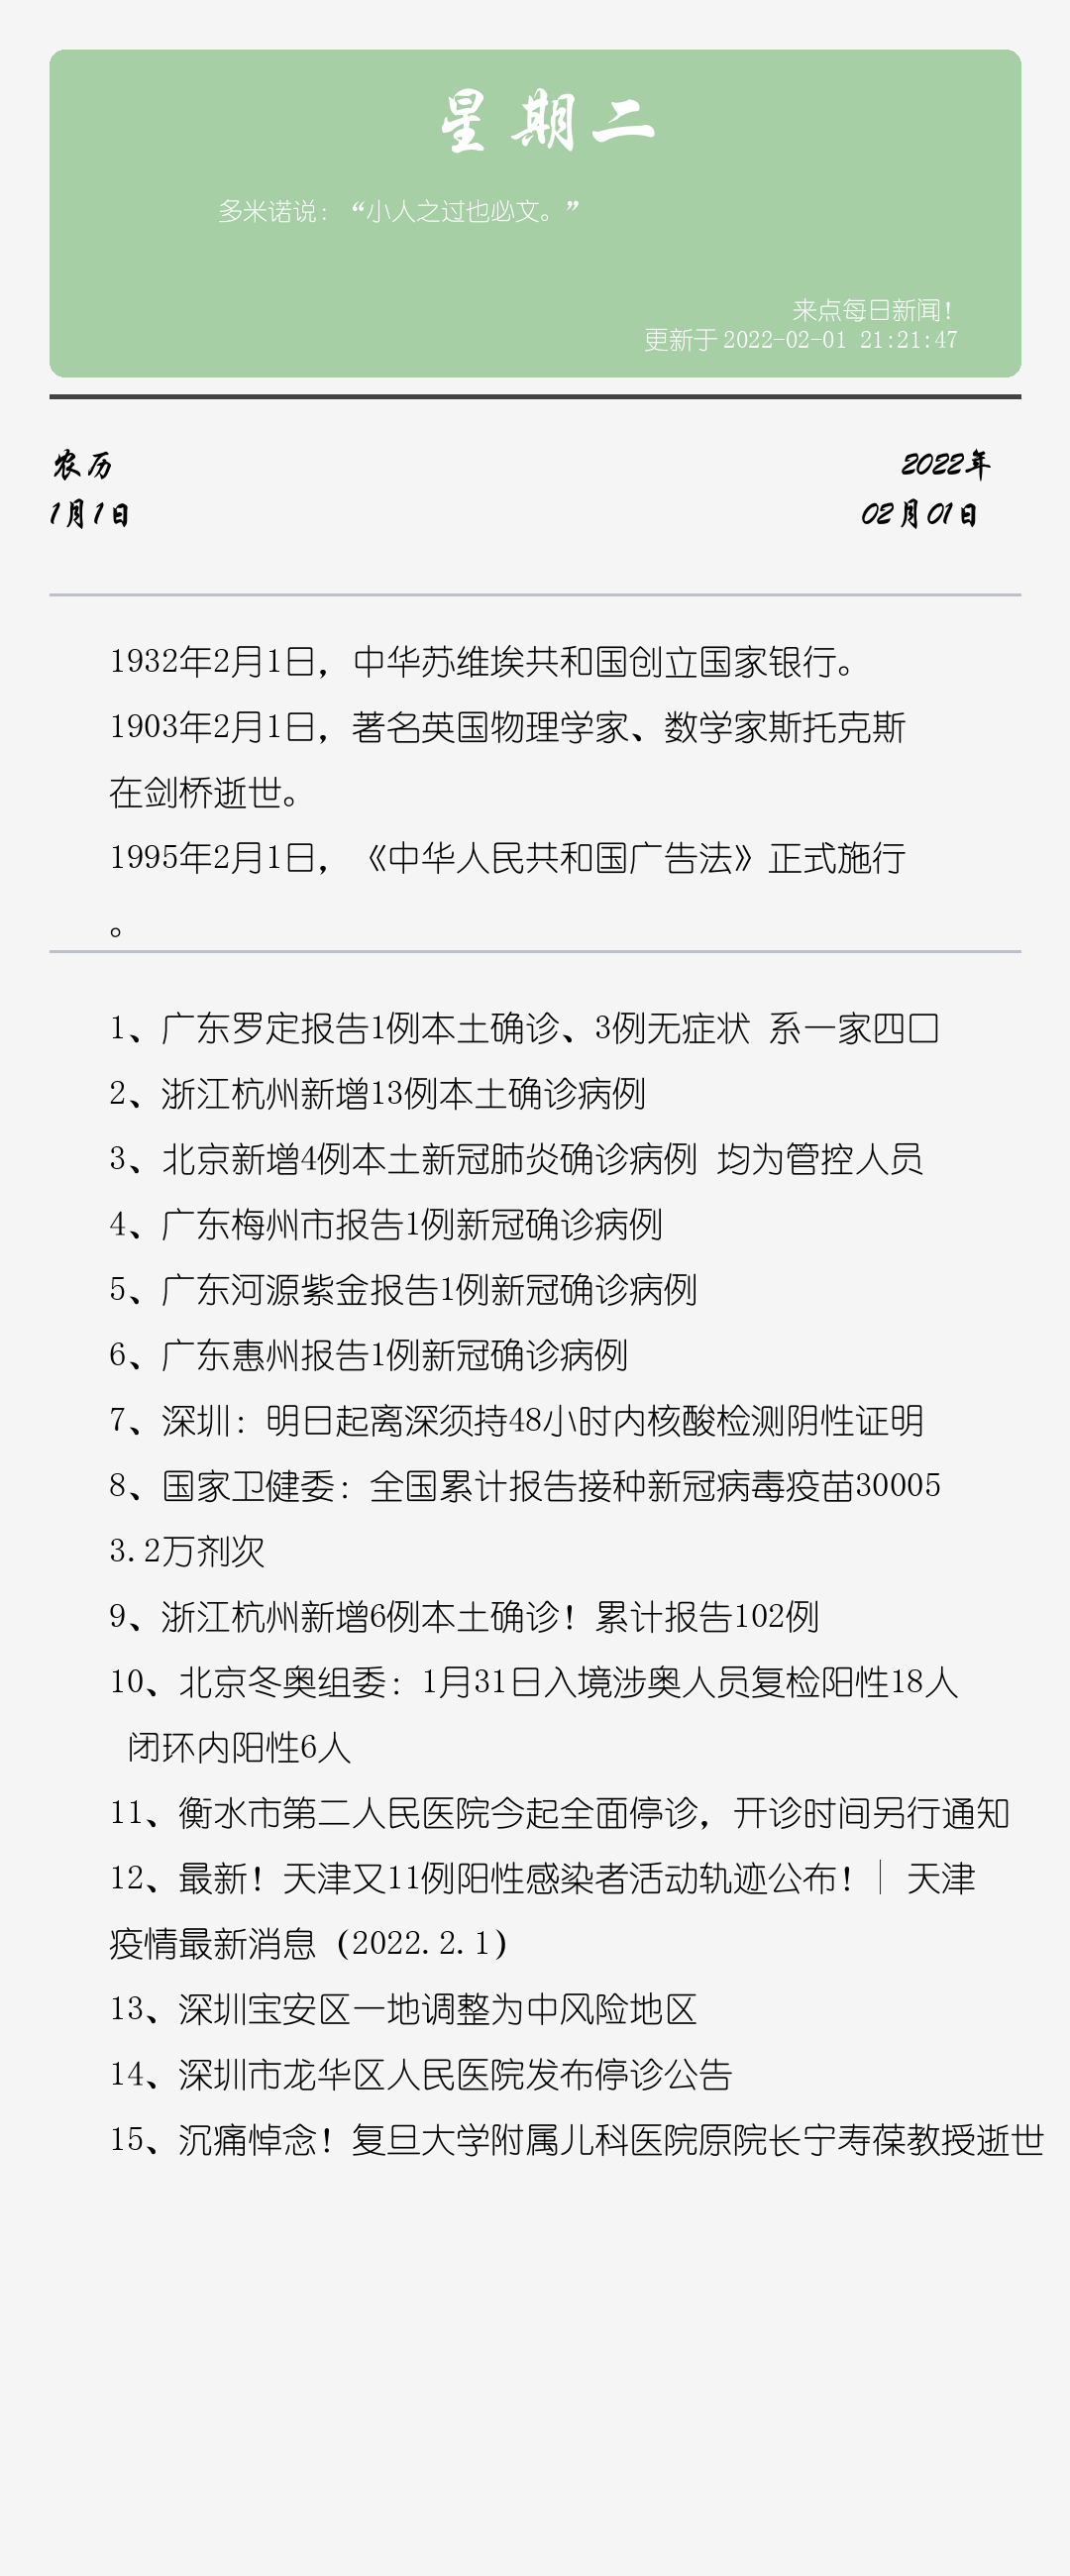 星期二
多米诺说：“小人之过也必文。”
来点每日新闻！
更新于 2022-02-01 21:21:47
农历
2022年
1月1日
02月01日
1932年2月1日，中华苏维埃共和国创立国家银行。
1903年2月1日，著名英国物理学家、数学家斯托克斯
在剑桥逝世。
1995年2月1日，《中华人民共和国广告法》正式施行
。
1、广东罗定报告1例本土确诊、3例无症状 系一家四口
2、浙江杭州新增13例本土确诊病例
3、北京新增4例本土新冠肺炎确诊病例 均为管控人员
4、广东梅州市报告1例新冠确诊病例
5、广东河源紫金报告1例新冠确诊病例
6、广东惠州报告1例新冠确诊病例
7、深圳：明日起离深须持48小时内核酸检测阴性证明
8、国家卫健委：全国累计报告接种新冠病毒疫苗30005
3.2万剂次
9、浙江杭州新增6例本土确诊！累计报告102例
10、北京冬奥组委：1月31日入境涉奥人员复检阳性18人
闭环内阳性6人
11、衡水市第二人民医院今起全面停诊，开诊时间另行通知
12、最新！天津又11例阳性感染者活动轨迹公布！│ 天津
疫情最新消息（2022.2.1）
13、深圳宝安区一地调整为中风险地区
14、深圳市龙华区人民医院发布停诊公告
15、沉痛悼念！复旦大学附属儿科医院原院长宁寿葆教授逝世